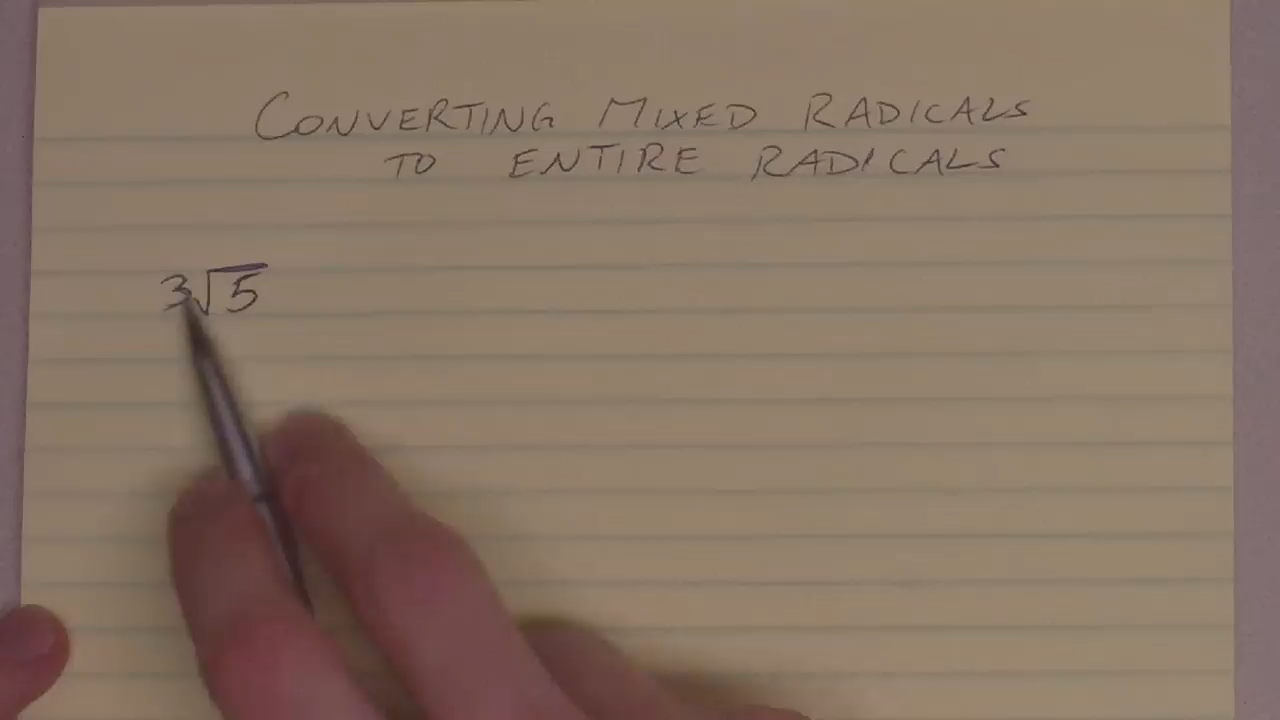 CONVERTING MIXED RADICALS
TO ENTIRE RADICALS
3√5